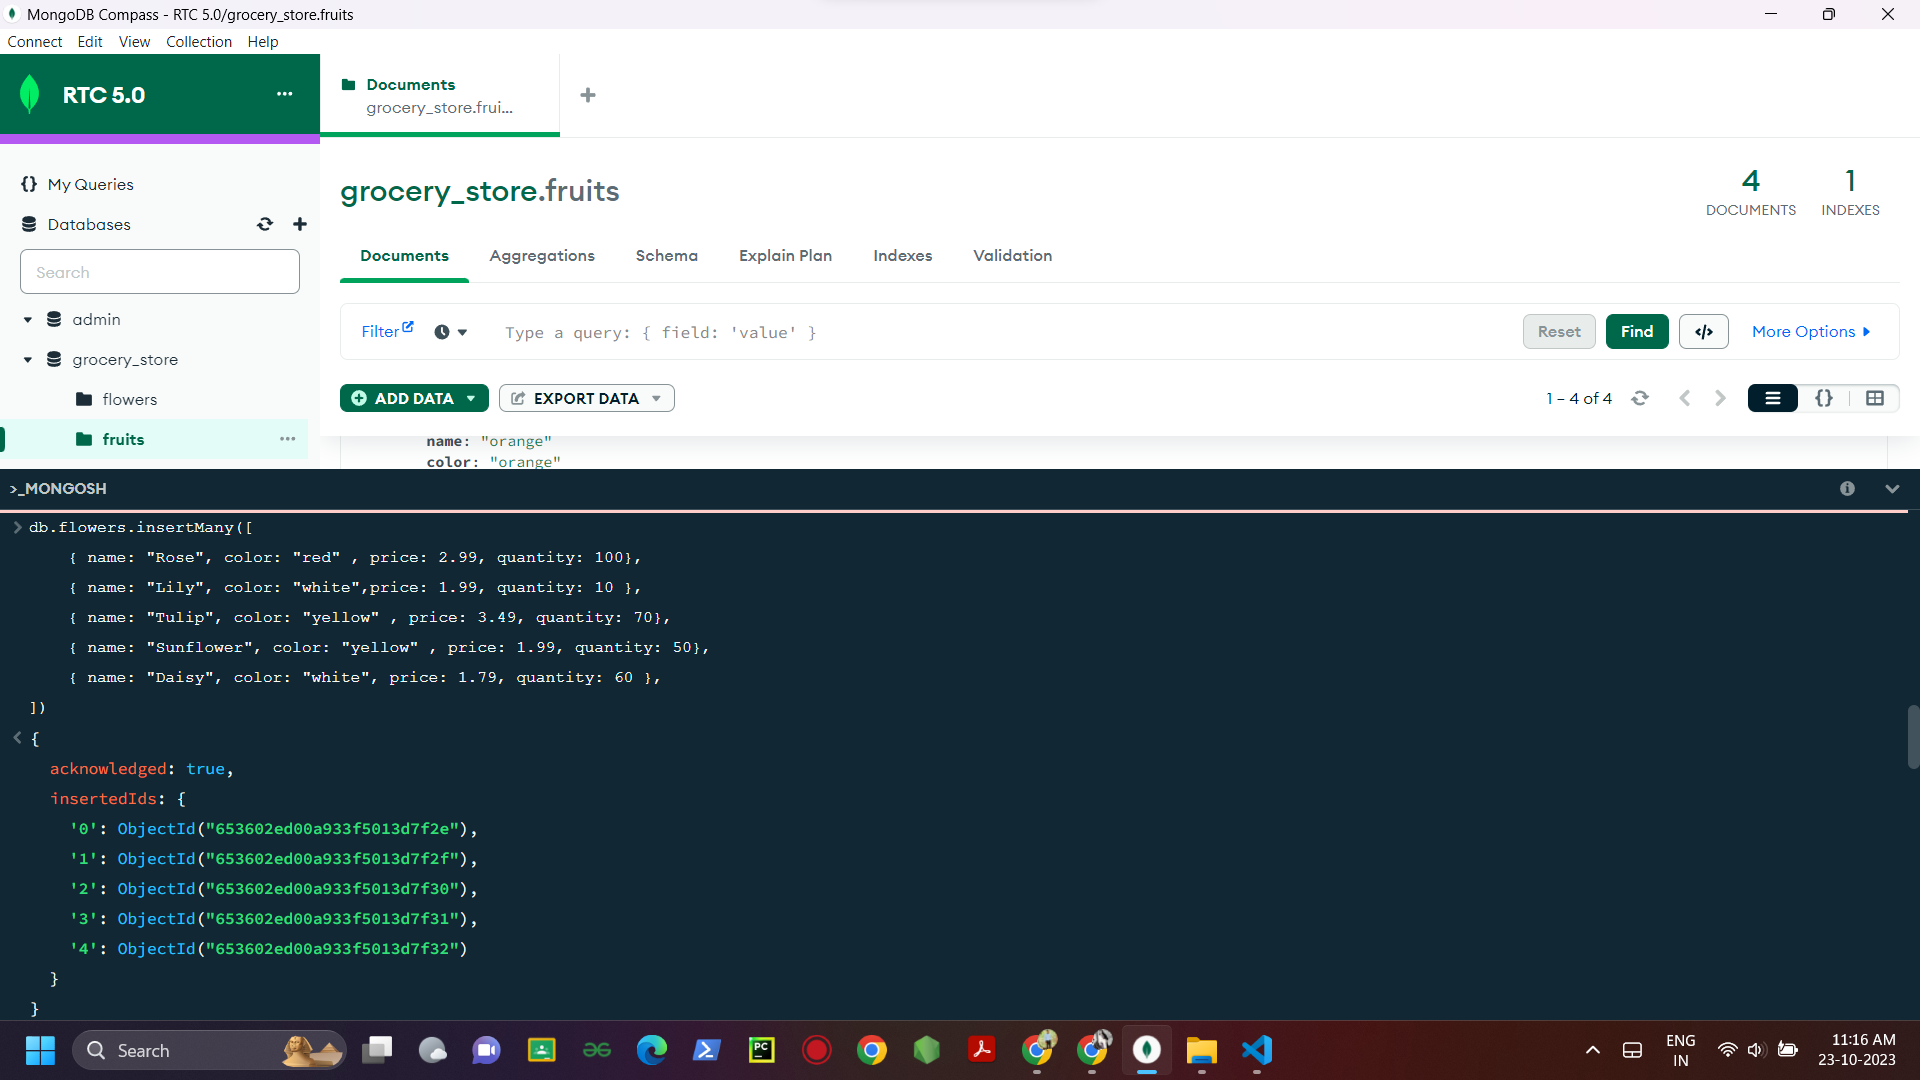 MongoDB Compass - RTC 5.0/grocery_store.fruits
Connect Edit View Collection Help
RTC 5.0 ...
Documents
grocery_store.frui...
My Queries
Databases
Search
admin
grocery_store
flowers
fruits ...
grocery_store.fruits
4
DOCUMENTS
1
INDEXES
Documents Aggregations Schema Explain Plan Indexes Validation
Filter Type a query: { field: 'value' } Reset Find </> More Options
ADD DATA EXPORT DATA 1 – 4 of 4 {}
name: "orange"
color: "orange"
>_MONGOSH
> db.flowers.insertMany([
{ name: "Rose", color: "red" , price: 2.99, quantity: 100},
{ name: "Lily", color: "white",price: 1.99, quantity: 10 },
{ name: "Tulip", color: "yellow" , price: 3.49, quantity: 70},
{ name: "Sunflower", color: "yellow" , price: 1.99, quantity: 50},
{ name: "Daisy", color: "white", price: 1.79, quantity: 60 },
])
< {
acknowledged: true,
insertedIds: {
'0': ObjectId("653602ed00a933f5013d7f2e"),
'1': ObjectId("653602ed00a933f5013d7f2f"),
'2': ObjectId("653602ed00a933f5013d7f30"),
'3': ObjectId("653602ed00a933f5013d7f31"),
'4': ObjectId("653602ed00a933f5013d7f32")
}
}
Search
PC
ENG
IN
11:16 AM
23-10-2023